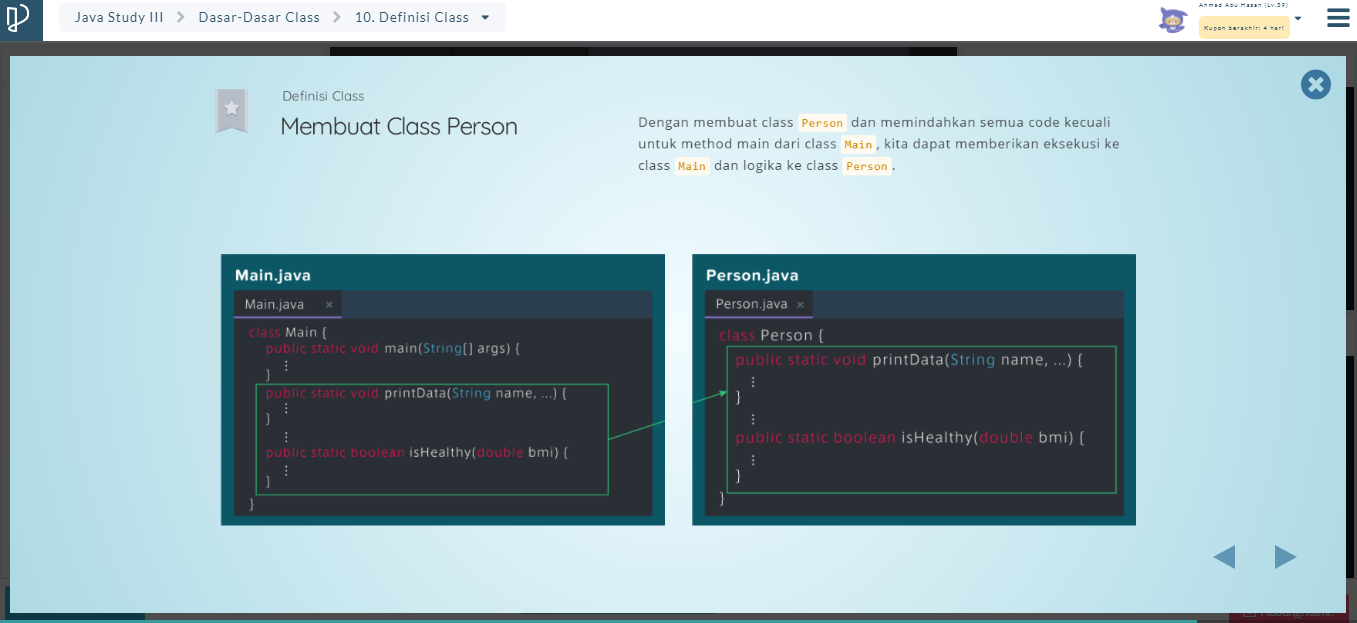 Java Study III
Dasar-Dasar Class
10. Definisi Class
Ahmad Abu Hasan (Lv.39)
Kupon berakhir: 4 hari
Definisi Class
Membuat Class Person
Dengan membuat class Person dan memindahkan semua code kecuali
untuk method main dari class Main, kita dapat memberikan eksekusi ke
class Main dan logika ke class Person.
Main.java
Main.java ×
class Main {
public static void main(String[] args) {
⋮
}
public static void printData(String name, ...) {
⋮
}
⋮
public static boolean isHealthy(double bmi) {
⋮
}
}
Person.java
Person.java ×
class Person {
public static void printData(String name, ...) {
⋮
}
⋮
public static boolean isHealthy(double bmi) {
⋮
}
}